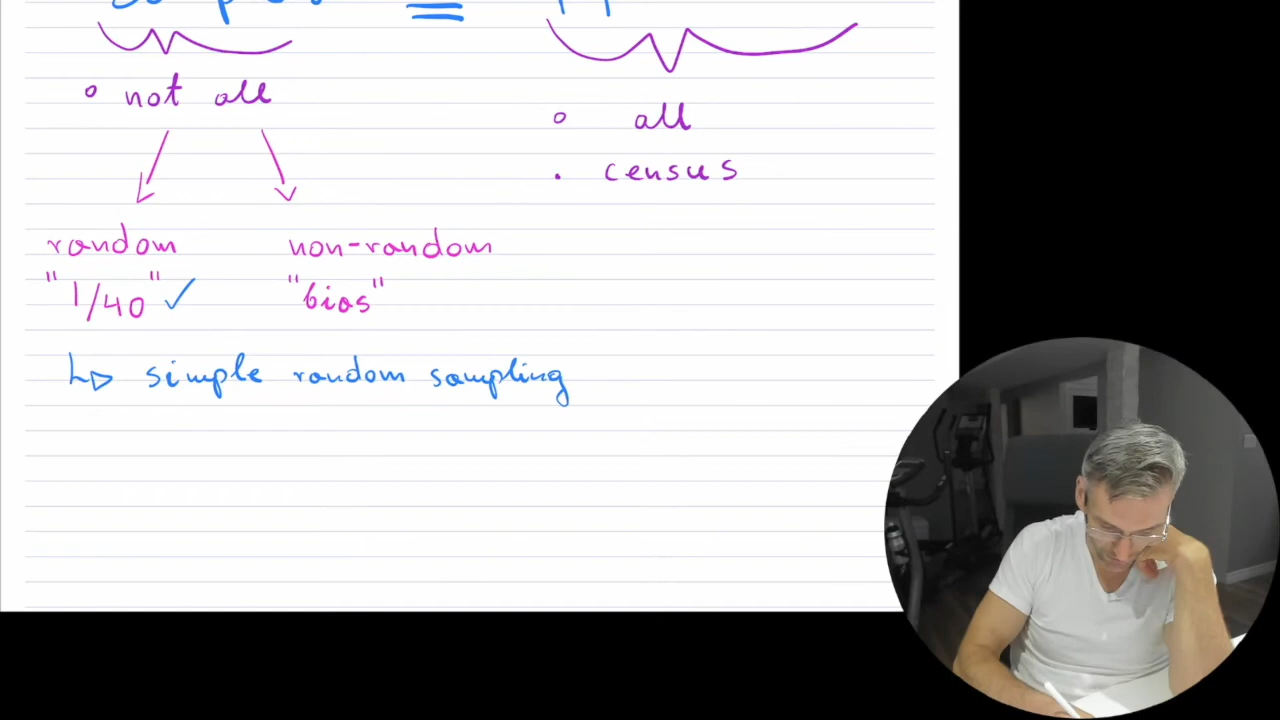 • not all
• all
• census
random non-random
"1/40" ✓ "bias"
↳ simple random sampling